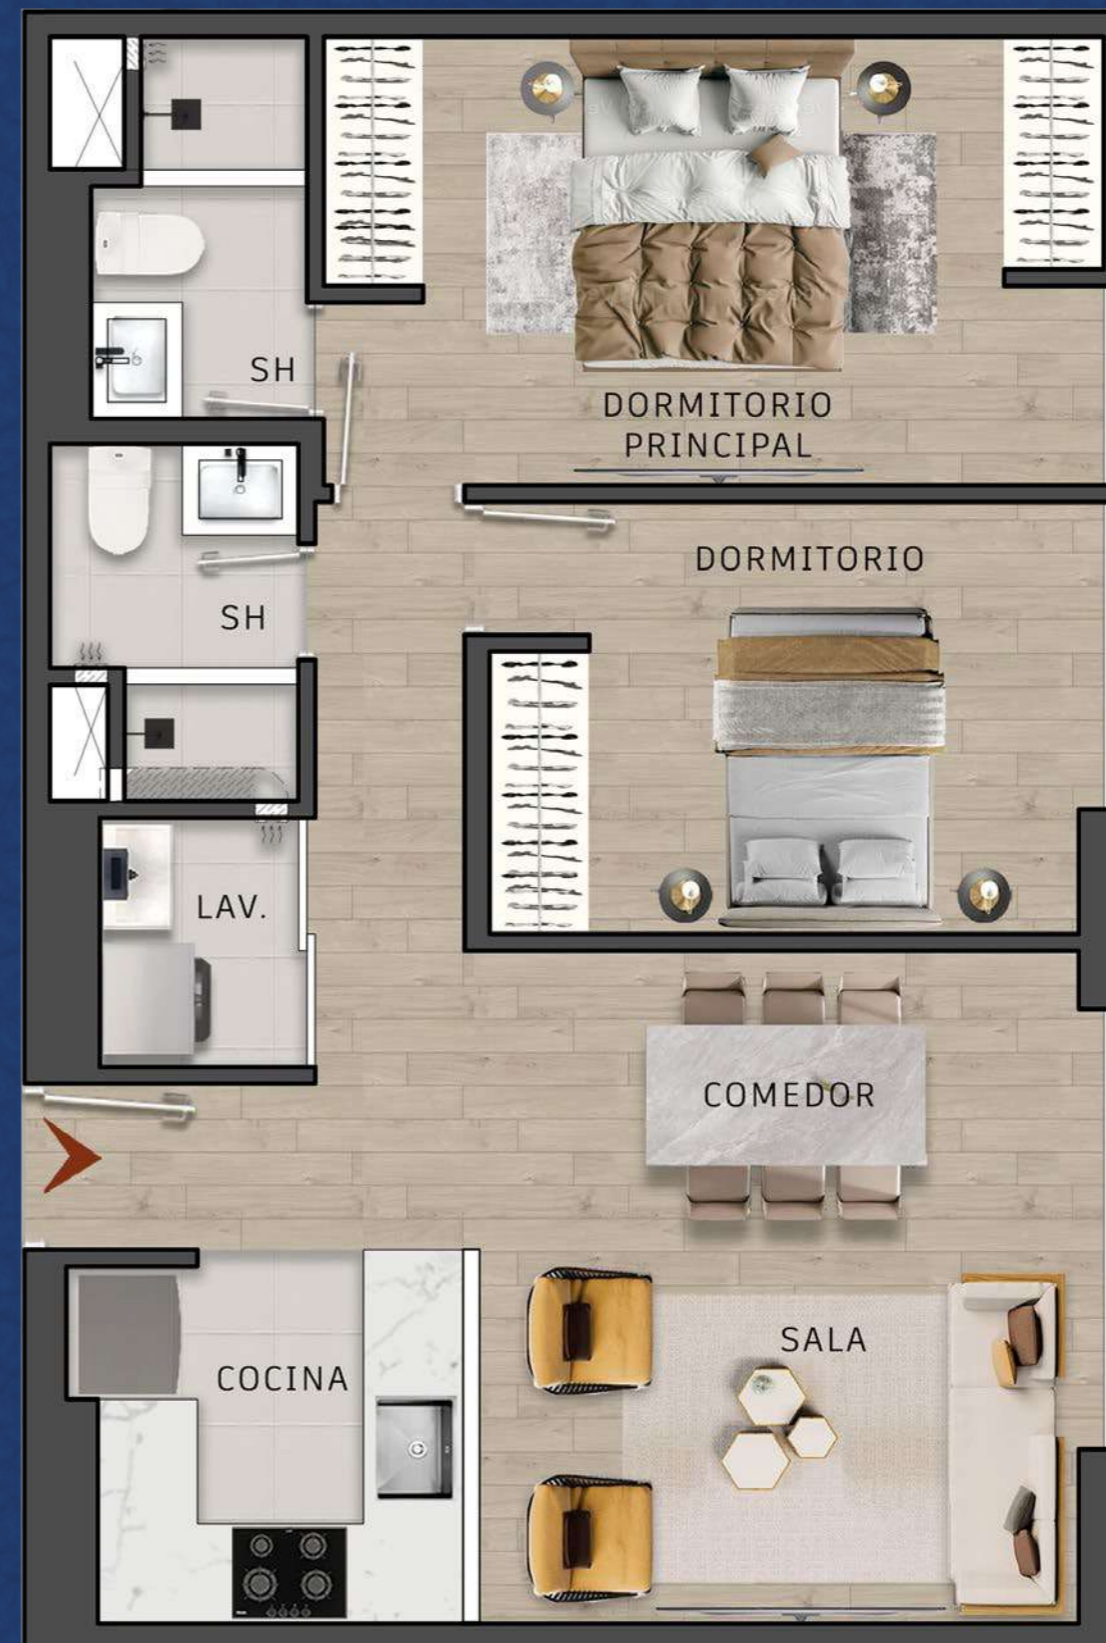 SH
DORMITORIO
PRINCIPAL
DORMITORIO
SH
LAV.
COMEDOR
SALA
COCINA